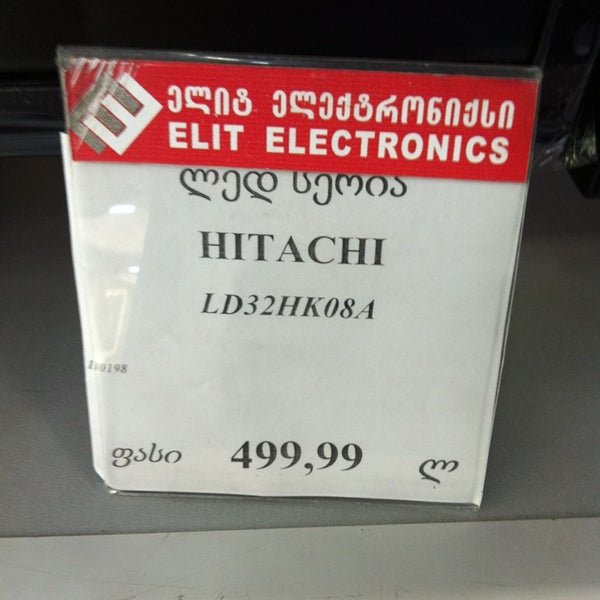 ელიტ ელექტრონიქსი
ELIT ELECTRONICS
ლედ სერია
HITACHI
LD32HK08A
ფასი 499,99 ლ